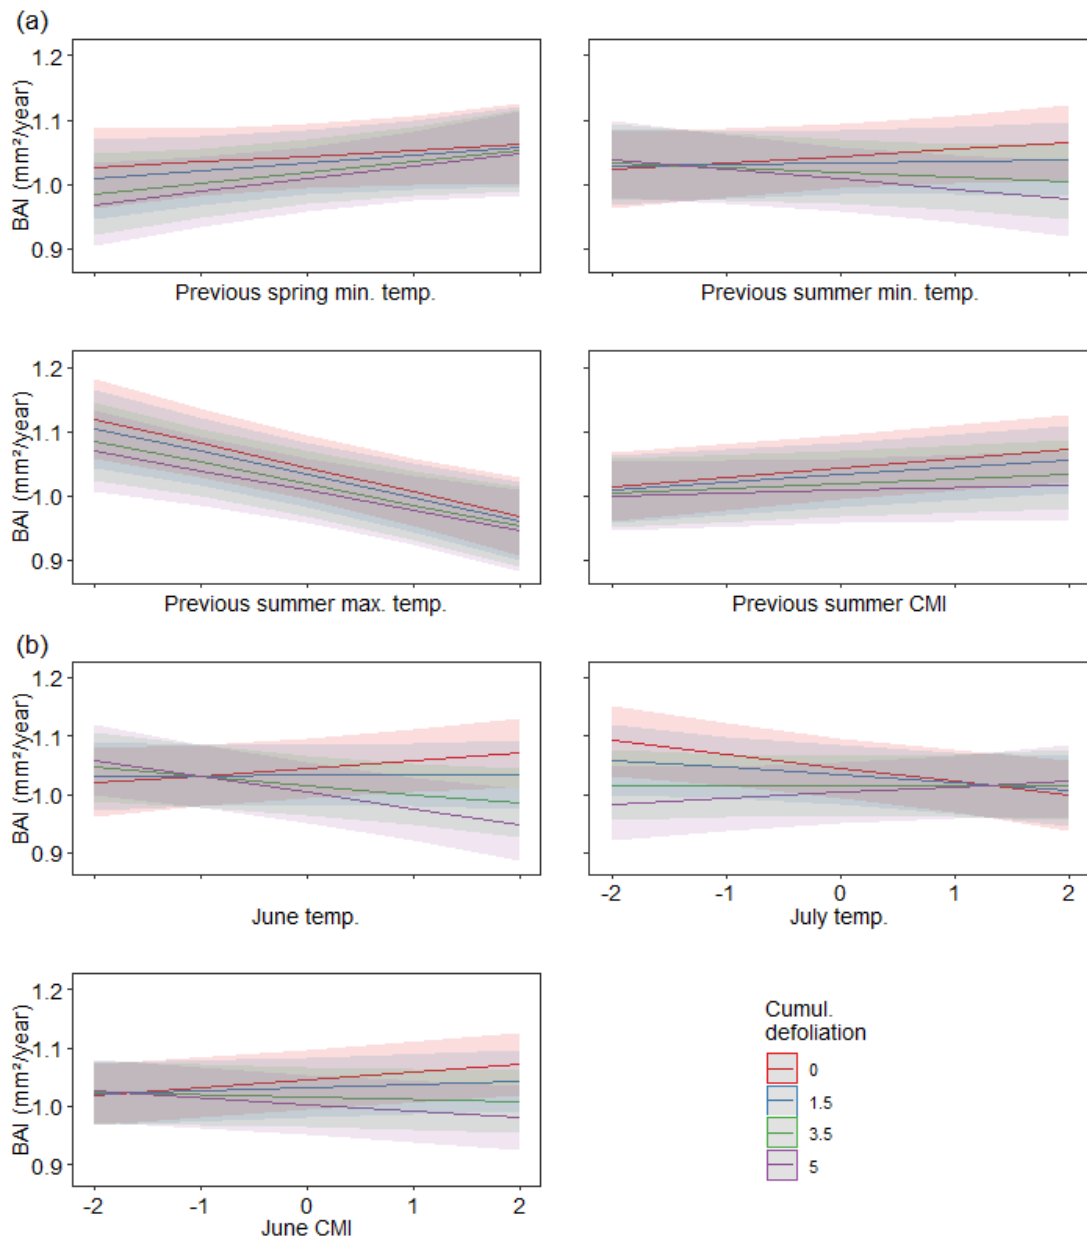 (a)
1.2
1.1
1.0
0.9
BAI (mm²/year)
Previous spring min. temp.
Previous summer min. temp.
1.2
1.1
1.0
0.9
BAI (mm²/year)
Previous summer max. temp.
Previous summer CMI
(b)
1.2
1.1
1.0
0.9
BAI (mm²/year)
June temp.
-2 -1 0 1 2
July temp.
1.2
1.1
1.0
0.9
BAI (mm²/year)
-2 -1 0 1 2
June CMI
Cumul.
defoliation
0
1.5
3.5
5